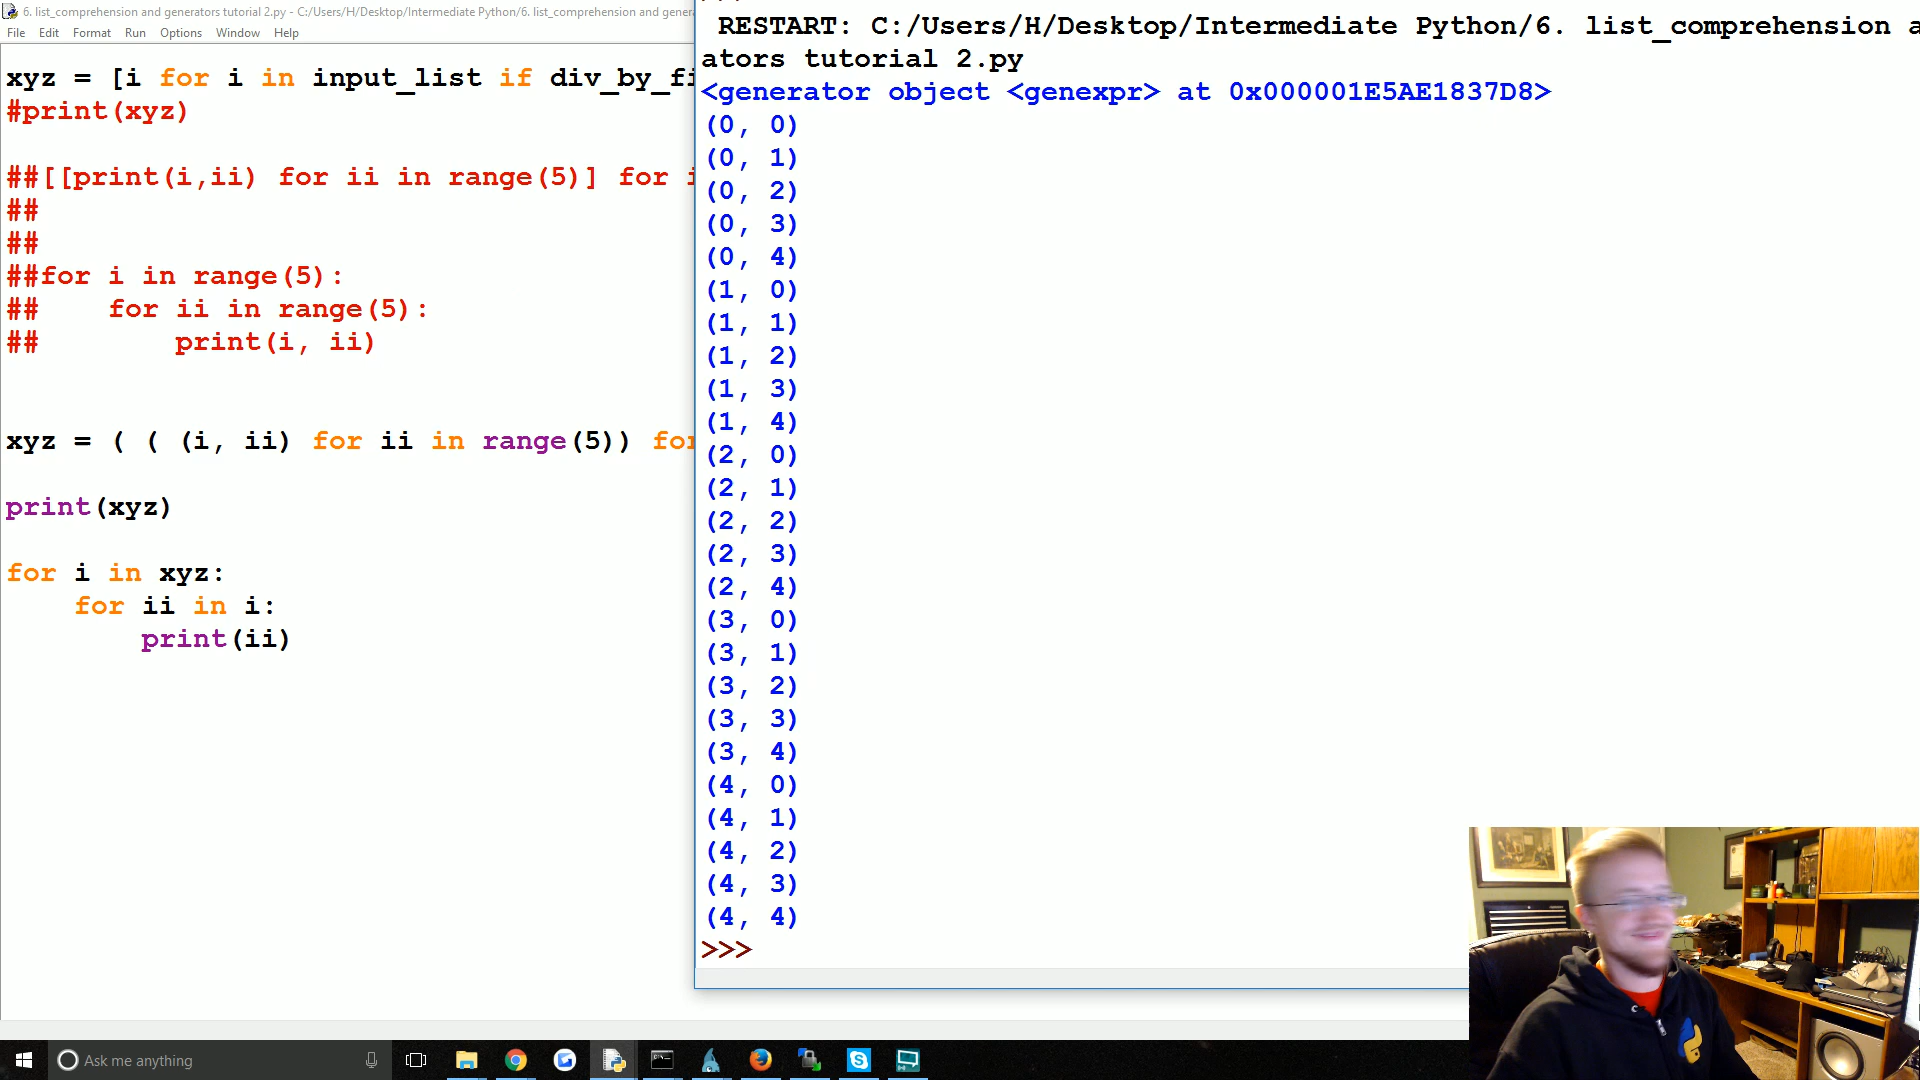 6. list_comprehension and generators tutorial 2.py - C:/Users/H/Desktop/Intermediate Python/6. list_comprehension and genera
File Edit Format Run Options Window Help
xyz = [i for i in input_list if div_by_fi
#print(xyz)
##[[print(i,ii) for ii in range(5)] for i
##
##
##for i in range(5):
##    for ii in range(5):
##        print(i, ii)
xyz = ( ( (i, ii) for ii in range(5)) for
print(xyz)
for i in xyz:
    for ii in i:
        print(ii)
RESTART: C:/Users/H/Desktop/Intermediate Python/6. list_comprehension a
ators tutorial 2.py
<generator object <genexpr> at 0x000001E5AE1837D8>
(0, 0)
(0, 1)
(0, 2)
(0, 3)
(0, 4)
(1, 0)
(1, 1)
(1, 2)
(1, 3)
(1, 4)
(2, 0)
(2, 1)
(2, 2)
(2, 3)
(2, 4)
(3, 0)
(3, 1)
(3, 2)
(3, 3)
(3, 4)
(4, 0)
(4, 1)
(4, 2)
(4, 3)
(4, 4)
>>>
Ask me anything